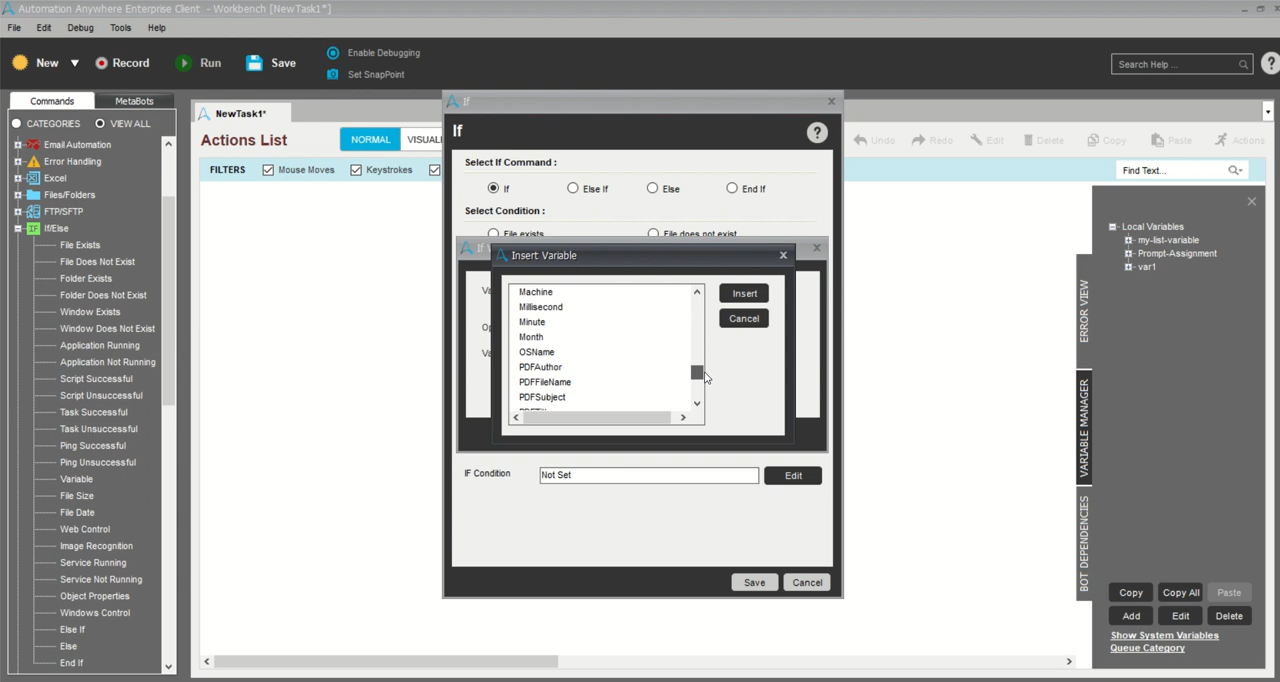 Automation Anywhere Enterprise Client - Workbench [NewTask1*]
File Edit Debug Tools Help
New Record Run Save
Enable Debugging
Set SnapPoint
Search Help ...
?
Commands MetaBots
CATEGORIES VIEW ALL
Email Automation
Error Handling
Excel
Files/Folders
FTP/SFTP
IF If/Else
File Exists
File Does Not Exist
Folder Exists
Folder Does Not Exist
Window Exists
Window Does Not Exist
Application Running
Application Not Running
Script Successful
Script Unsuccessful
Task Successful
Task Unsuccessful
Ping Successful
Ping Unsuccessful
Variable
File Size
File Date
Web Control
Image Recognition
Service Running
Service Not Running
Object Properties
Windows Control
Else If
Else
End If
NewTask1*
Actions List
NORMAL VISUAL
Undo Redo Edit Delete Copy Paste Actions
FILTERS Mouse Moves Keystrokes
Find Text...
If
If
?
Select If Command :
If Else If Else End If
Select Condition :
File exists File does not exist
If
Va
Op
Va
Insert Variable
Machine
Millisecond
Minute
Month
OSName
PDFAuthor
PDFFileName
PDFSubject
Insert
Cancel
IF Condition Not Set Edit
Save Cancel
ERROR VIEW
VARIABLE MANAGER
BOT DEPENDENCIES
Local Variables
my-list-variable
Prompt-Assignment
var1
Copy Copy All Paste
Add Edit Delete
Show System Variables
Queue Category